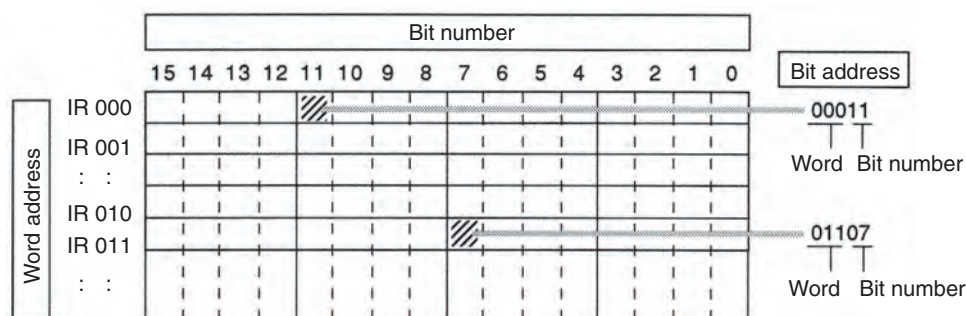 Bit number
15 14 13 12 11 10 9 8 7 6 5 4 3 2 1 0
Bit address
Word address
IR 000
00011
Word Bit number
IR 001
: :
IR 010
IR 011
01107
Word Bit number
: :